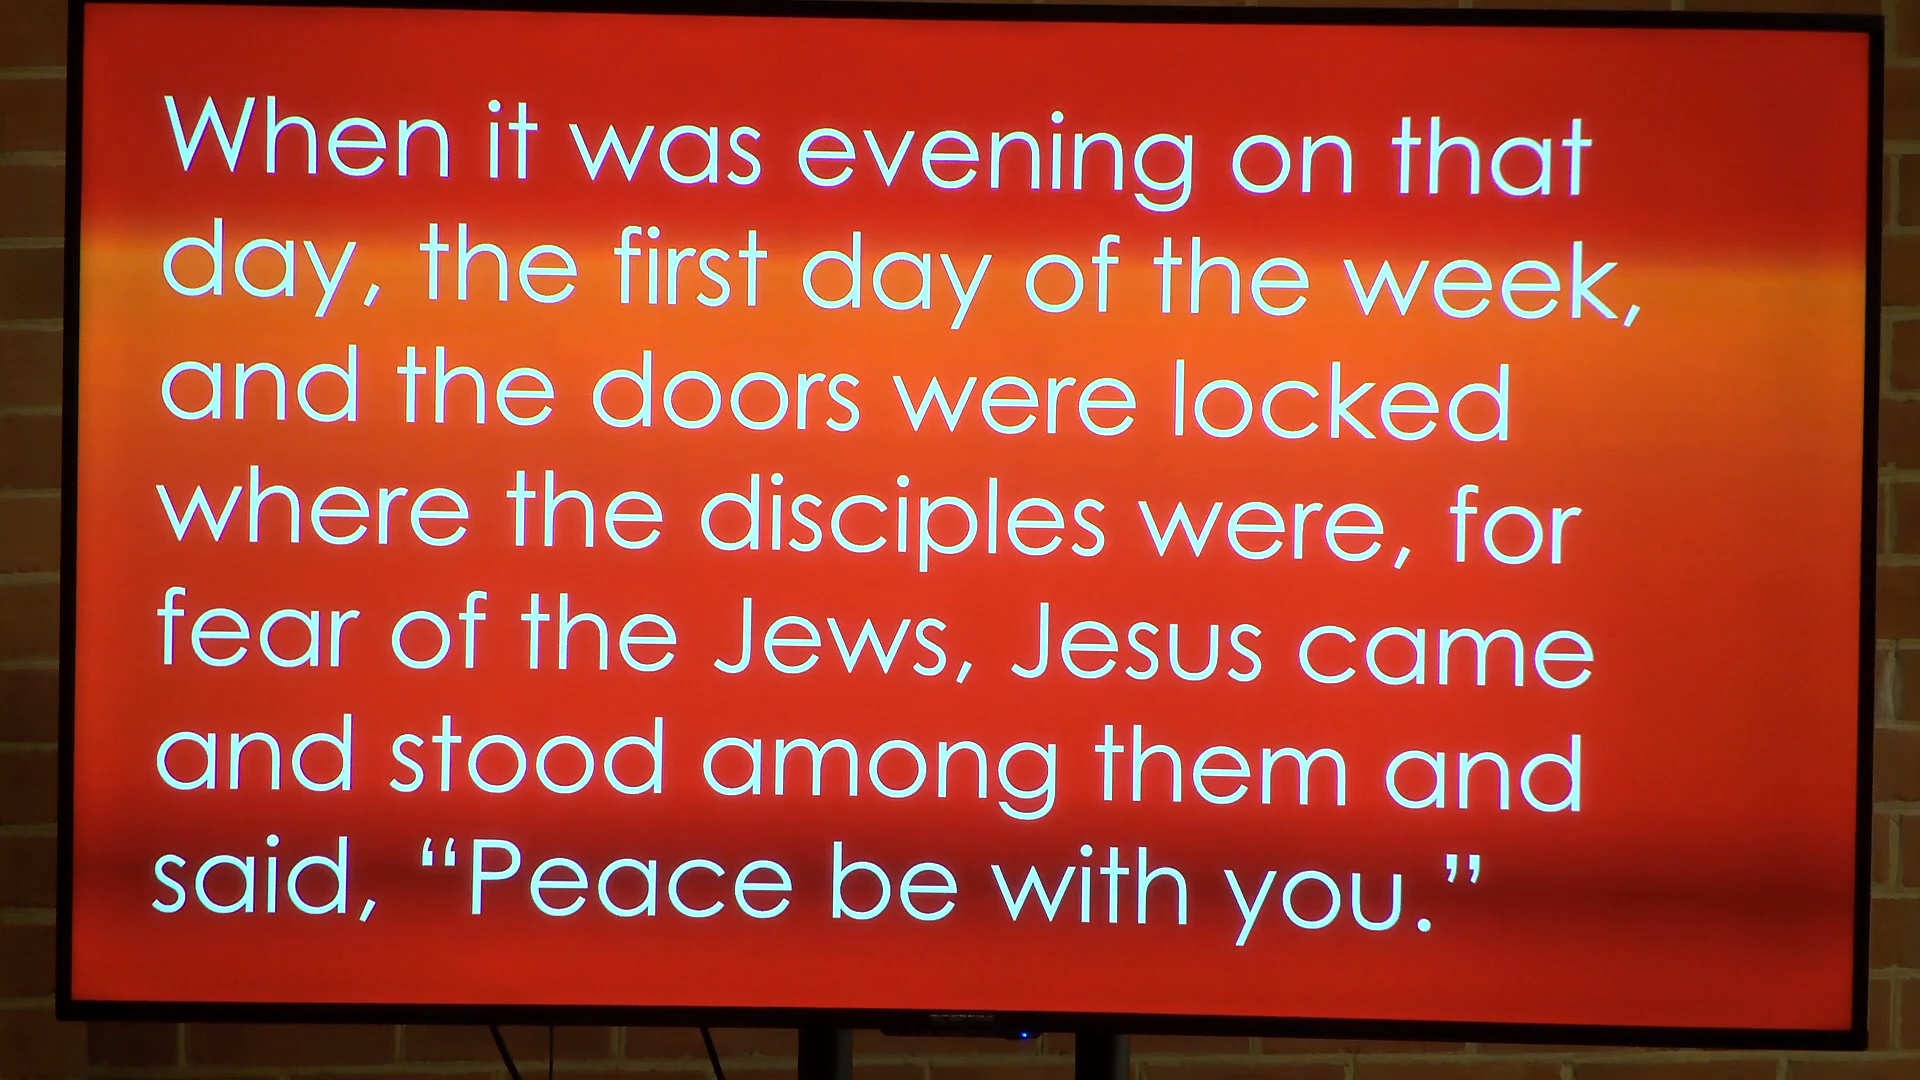 When it was evening on that
day, the first day of the week,
and the doors were locked
where the disciples were, for
fear of the Jews, Jesus came
and stood among them and
said, “Peace be with you.”